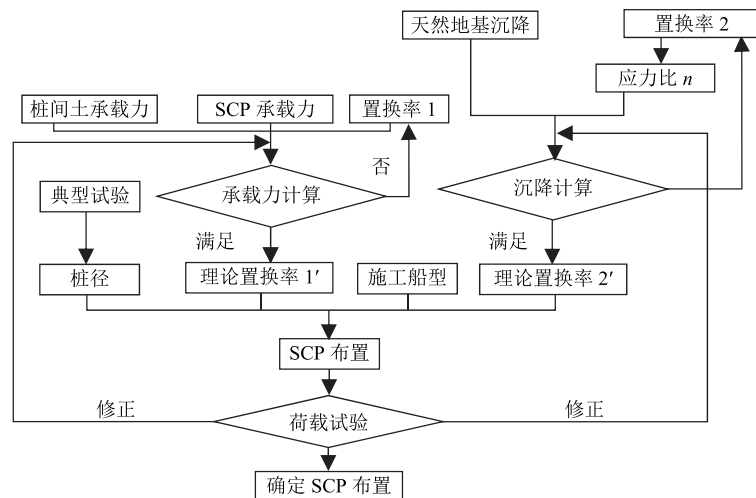 天然地基沉降
置换率 2
应力比 n
桩间土承载力
SCP 承载力
置换率 1
否
典型试验
承载力计算
沉降计算
满足
满足
桩径
理论置换率 1′
施工船型
理论置换率 2′
SCP 布置
修正
荷载试验
修正
确定 SCP 布置